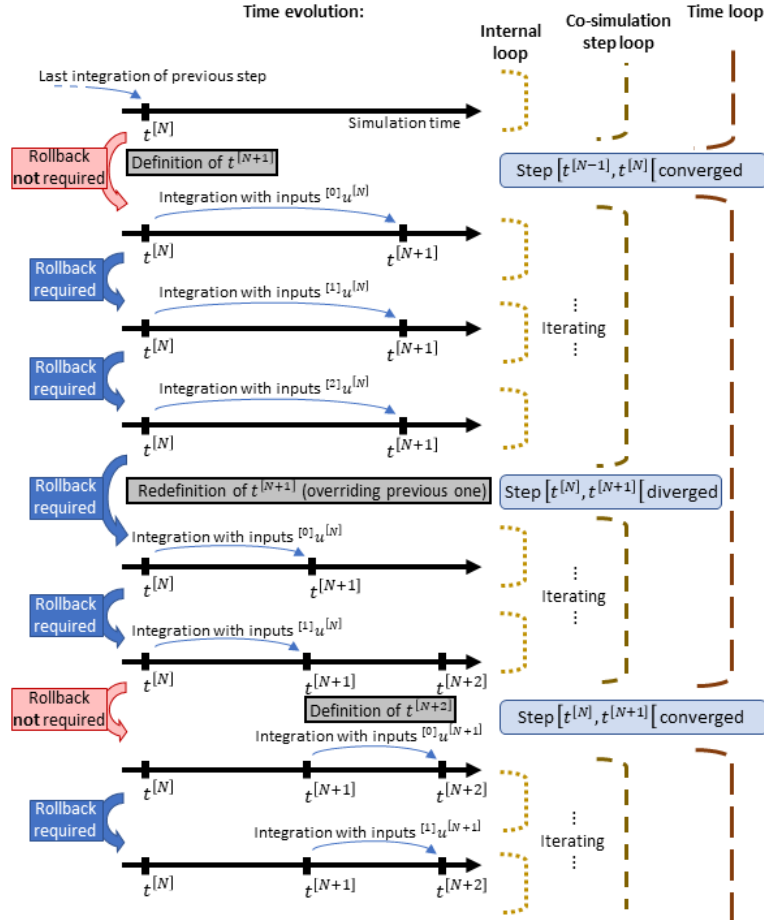 Time evolution:
Internal loop
Co-simulation step loop
Time loop
Last integration of previous step
t^[N]
Simulation time
Rollback
not required
Definition of t^[N+1]
Step [t^[N−1], t^[N][ converged
Integration with inputs ^[0]u^[N]
t^[N]
t^[N+1]
Rollback
required
Integration with inputs ^[1]u^[N]
t^[N]
t^[N+1]
⋮
Iterating
⋮
Rollback
required
Integration with inputs ^[2]u^[N]
t^[N]
t^[N+1]
Rollback
required
Redefinition of t^[N+1] (overriding previous one)
Step [t^[N], t^[N+1][ diverged
Integration with inputs ^[0]u^[N]
t^[N]
t^[N+1]
⋮
Iterating
⋮
Rollback
required
Integration with inputs ^[1]u^[N]
t^[N]
t^[N+1]
t^[N+2]
Rollback
not required
Definition of t^[N+2]
Step [t^[N], t^[N+1][ converged
Integration with inputs ^[0]u^[N+1]
t^[N]
t^[N+1]
t^[N+2]
Rollback
required
Integration with inputs ^[1]u^[N+1]
t^[N]
t^[N+1]
t^[N+2]
⋮
Iterating
⋮